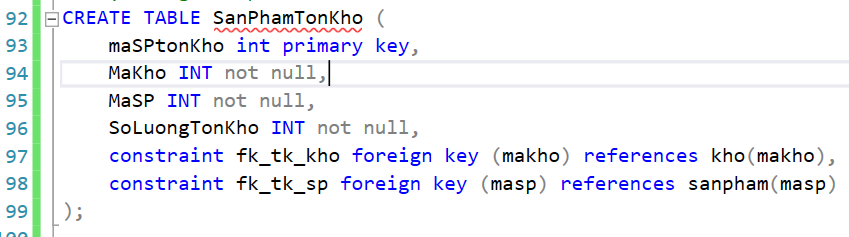 92 CREATE TABLE SanPhamTonKho (
93 maSPtonKho int primary key,
94 MaKho INT not null,
95 MaSP INT not null,
96 SoLuongTonKho INT not null,
97 constraint fk_tk_kho foreign key (makho) references kho(makho),
98 constraint fk_tk_sp foreign key (masp) references sanpham(masp)
99 );